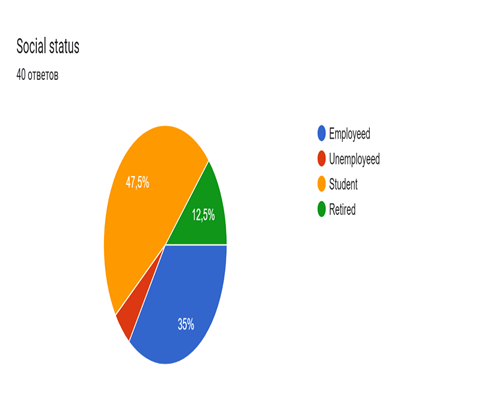 Social status
40 ответов
Employeed
Unemployeed
Student
Retired
47,5%
12,5%
35%